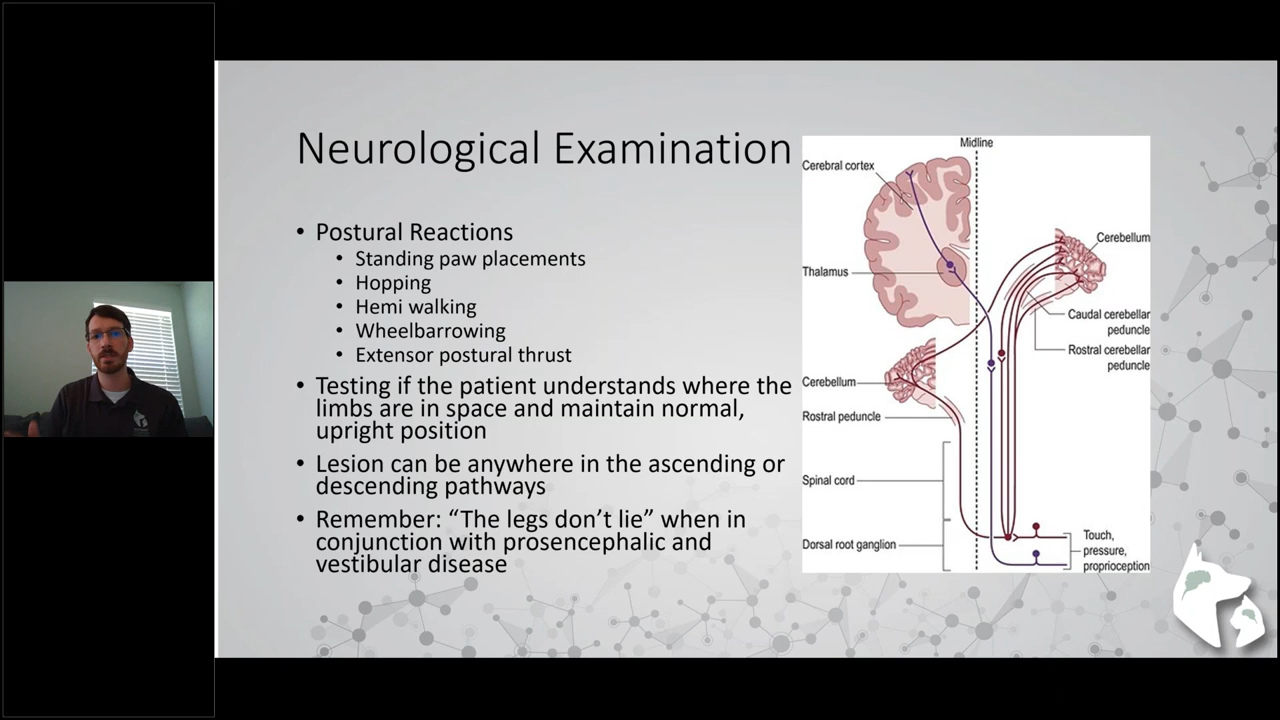 Neurological Examination
• Postural Reactions
• Standing paw placements
• Hopping
• Hemi walking
• Wheelbarrowing
• Extensor postural thrust
• Testing if the patient understands where the
limbs are in space and maintain normal,
upright position
• Lesion can be anywhere in the ascending or
descending pathways
• Remember: “The legs don’t lie” when in
conjunction with prosencephalic and
vestibular disease
Midline
Cerebral cortex
Cerebellum
Thalamus
Caudal cerebellar
peduncle
Rostral cerebellar
peduncle
Cerebellum
Rostral peduncle
Spinal cord
Dorsal root ganglion
Touch,
pressure,
proprioception